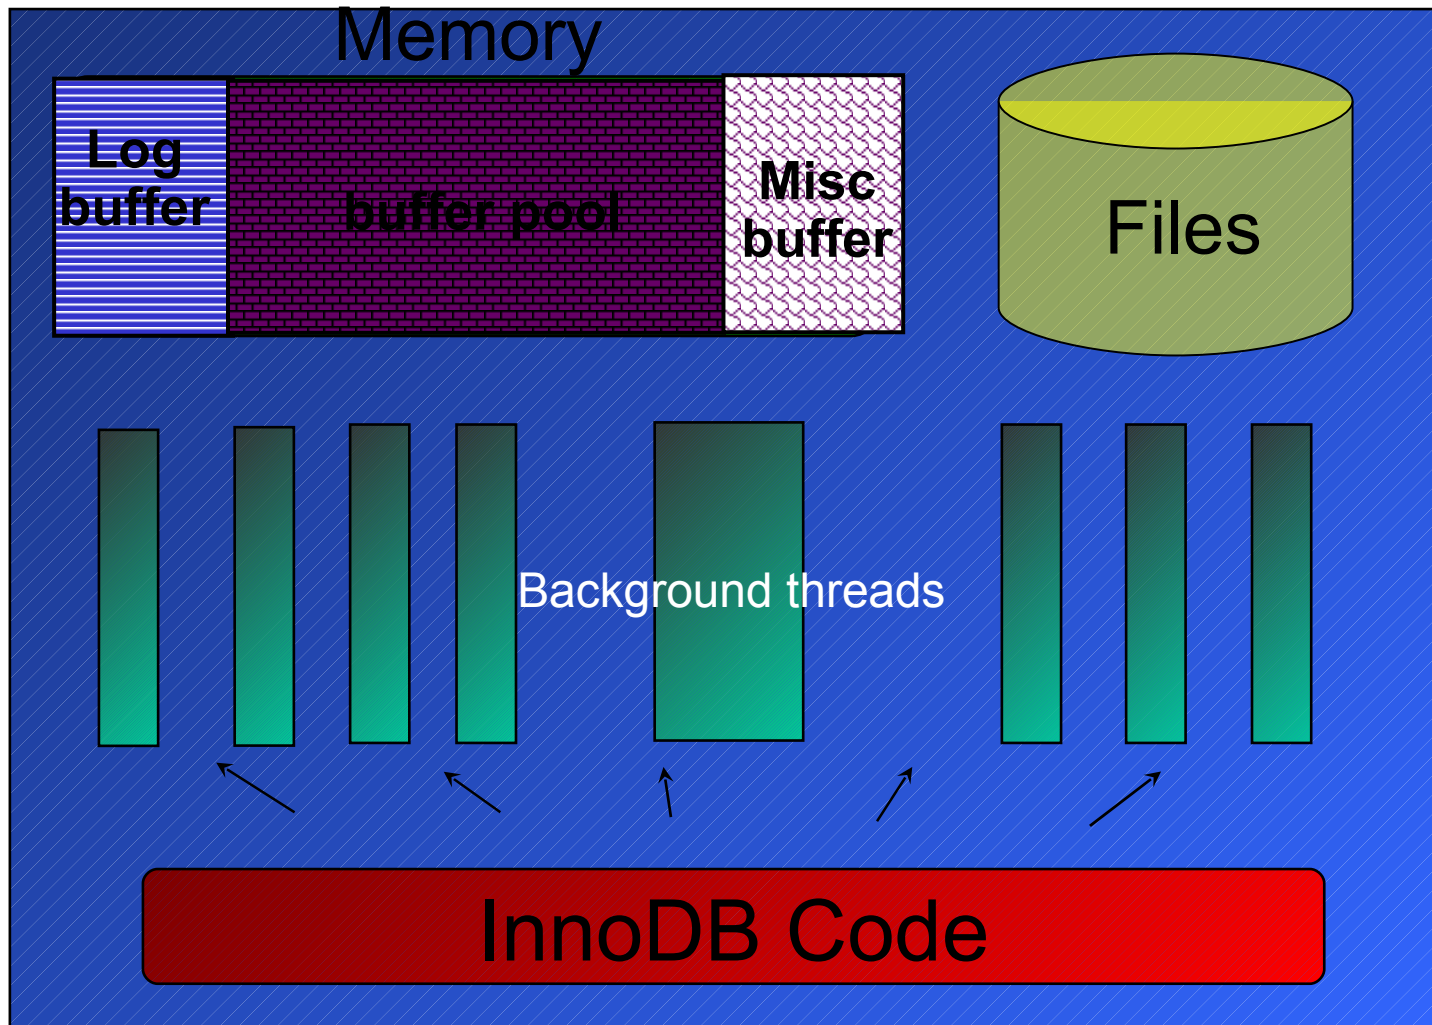 Memory
Log
buffer
buffer pool
Misc
buffer
Files
Background threads
InnoDB Code